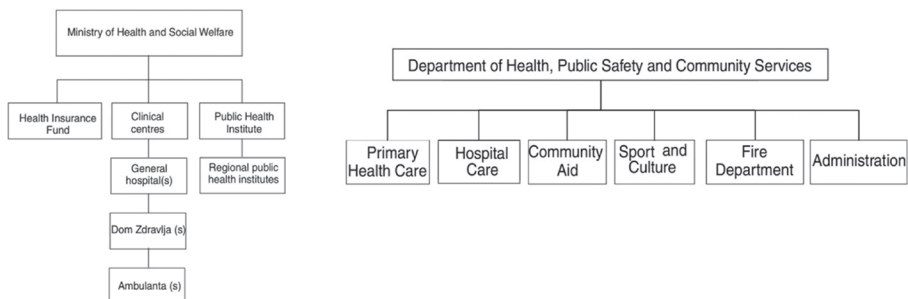 Ministry of Health and Social Welfare
Health Insurance
Fund
Clinical
centres
Public Health
Institute
General
hospital(s)
Regional public
health institutes
Dom Zdravlja (s)
Ambulanta (s)
Department of Health, Public Safety and Community Services
Primary
Health Care
Hospital
Care
Community
Aid
Sport and
Culture
Fire
Department
Administration